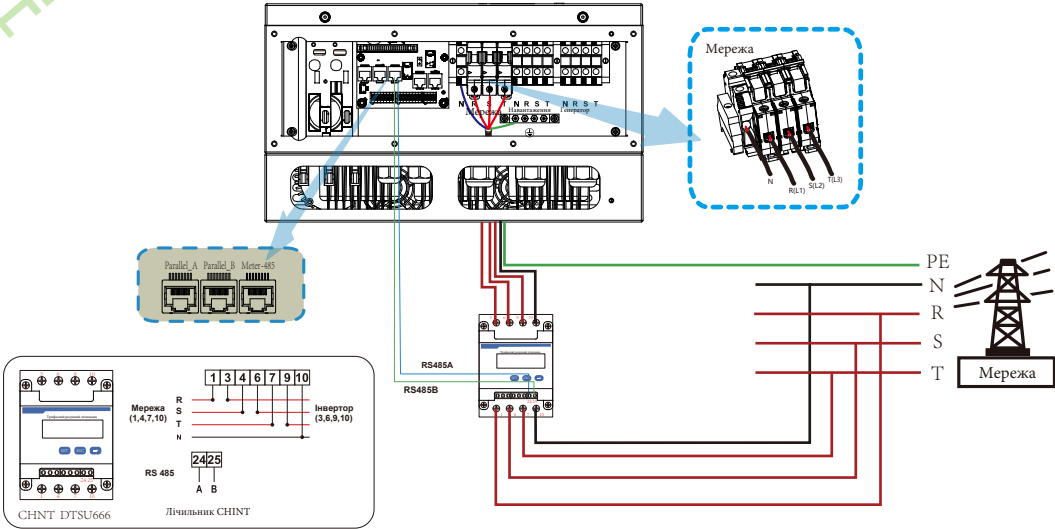 Мережа
N R S T N R S T N R S T
Мережа Навантаження Генератор
N
R(L1)
S(L2)
T(L3)
Parallel_A Parallel_B Meter-485
PE
N
R
S
T
Мережа
RS485A
RS485B
1 3 4 6 7 9 10
R
S
T
N
Мережа
(1,4,7,10)
Інвертор
(3,6,9,10)
24 25
RS 485
A B
24 25
CHNT DTSU666
Лічильник CHINT